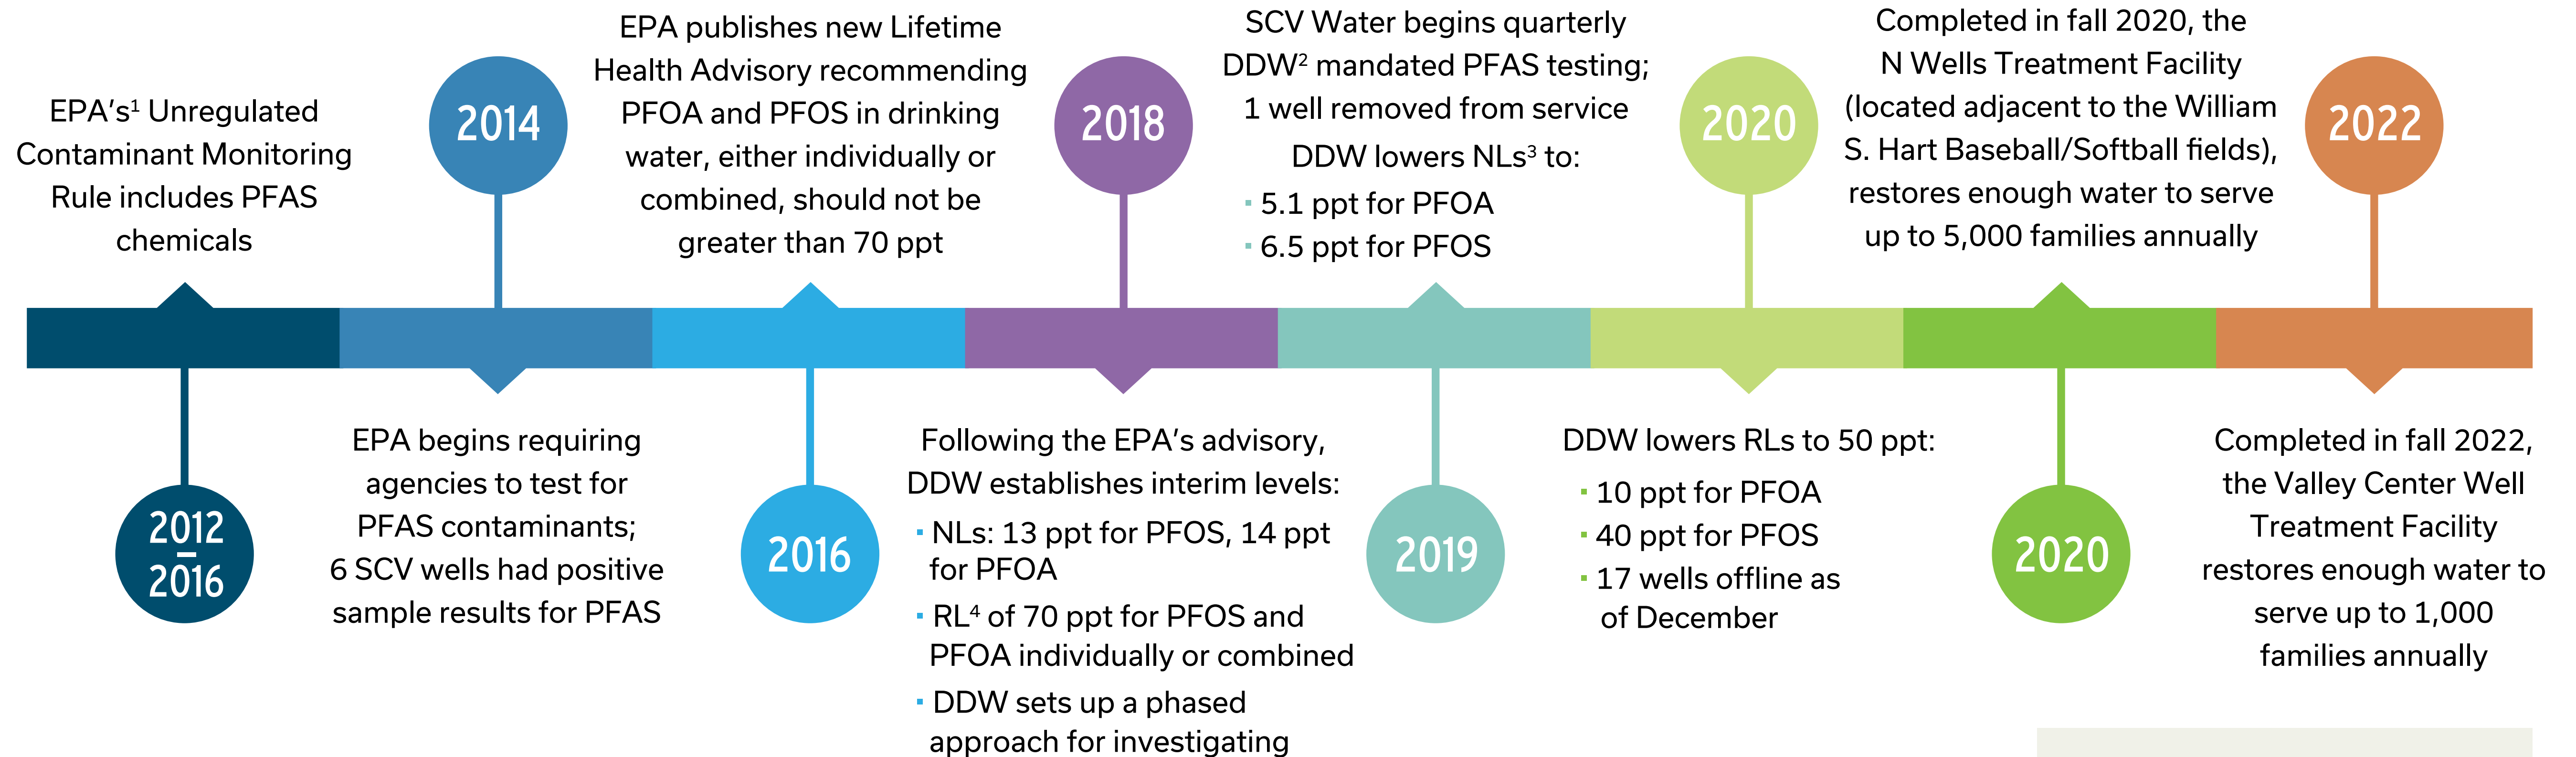 EPA's¹ Unregulated
Contaminant Monitoring
Rule includes PFAS
chemicals
2012
–
2016
2014
EPA begins requiring
agencies to test for
PFAS contaminants;
6 SCV wells had positive
sample results for PFAS
EPA publishes new Lifetime
Health Advisory recommending
PFOA and PFOS in drinking
water, either individually or
combined, should not be
greater than 70 ppt
2016
2018
Following the EPA's advisory,
DDW establishes interim levels:
▪ NLs: 13 ppt for PFOS, 14 ppt
for PFOA
▪ RL⁴ of 70 ppt for PFOS and
PFOA individually or combined
▪ DDW sets up a phased
approach for investigating
SCV Water begins quarterly
DDW² mandated PFAS testing;
1 well removed from service
DDW lowers NLs³ to:
▪ 5.1 ppt for PFOA
▪ 6.5 ppt for PFOS
2019
2020
DDW lowers RLs to 50 ppt:
▪ 10 ppt for PFOA
▪ 40 ppt for PFOS
▪ 17 wells offline as
of December
Completed in fall 2020, the
N Wells Treatment Facility
(located adjacent to the William
S. Hart Baseball/Softball fields),
restores enough water to serve
up to 5,000 families annually
2020
2022
Completed in fall 2022,
the Valley Center Well
Treatment Facility
restores enough water to
serve up to 1,000
families annually